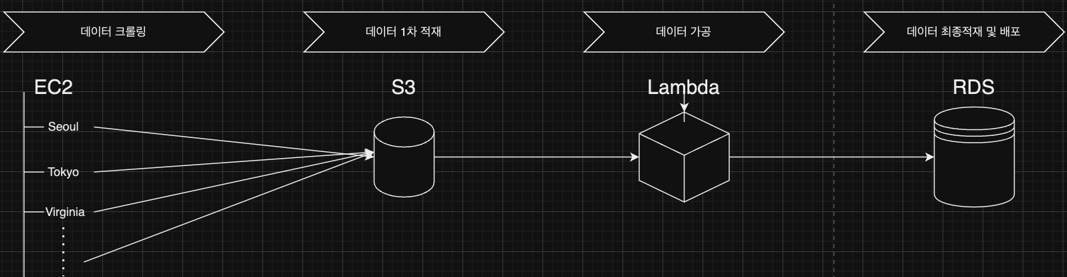 데이터 크롤링
데이터 1차 적재
데이터 가공
데이터 최종적재 및 배포
EC2
S3
Lambda
RDS
Seoul
Tokyo
Virginia